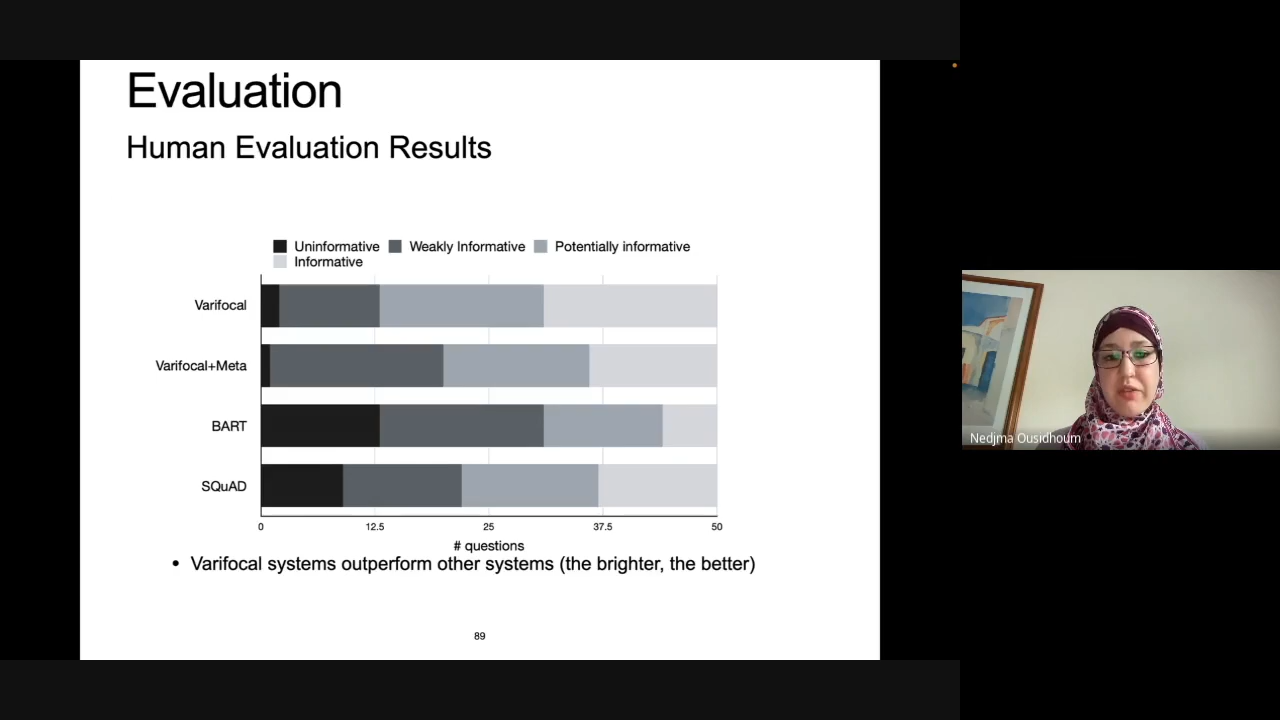 Evaluation
Human Evaluation Results
Uninformative Weakly Informative Potentially informative
Informative
Varifocal
Varifocal+Meta
BART
SQuAD
0 12.5 25 37.5 50
# questions
• Varifocal systems outperform other systems (the brighter, the better)
89
Nedjma Ousidhoum